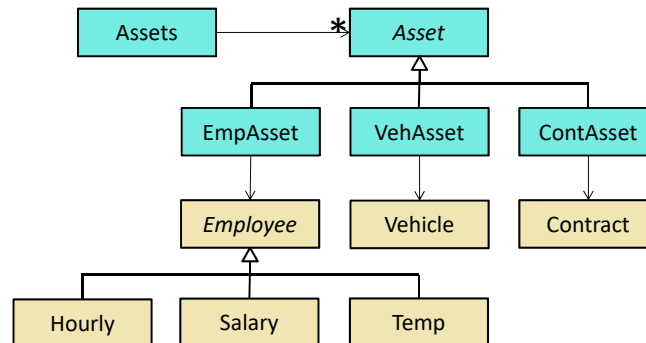 Assets
*
Asset
EmpAsset
VehAsset
ContAsset
Employee
Vehicle
Contract
Hourly
Salary
Temp